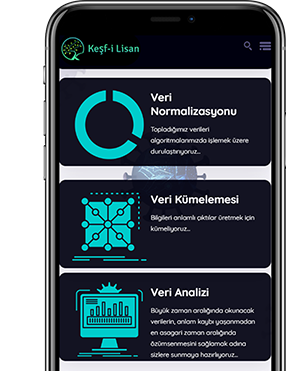 Keşf-i Lisan
Veri
Normalizasyonu
Topladığımız verileri
algoritmalarımızda işlemek üzere
durulaştırıyoruz..
Veri Kümelemesi
Bilgileri anlamlı çıktılar üretmek için
kümeliyoruz..
Veri Analizi
Büyük zaman aralığında okunacak
verilerin, anlam kaybı yaşanmadan
en asgari zaman aralığında
özümsenmesini sağlamak adına
sizlere sunmaya hazırlıyoruz..